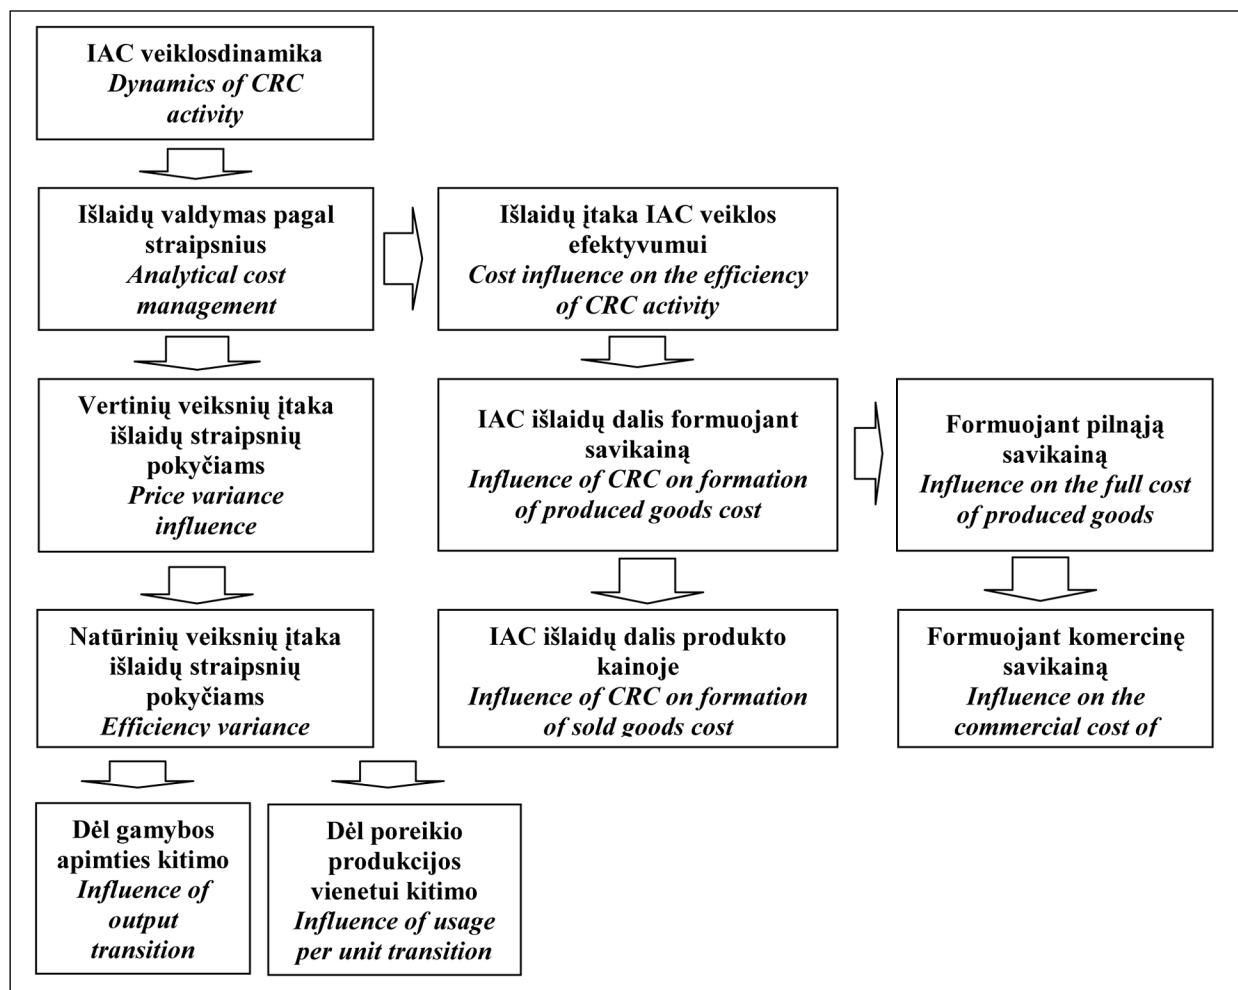 IAC veiklosdinamika
Dynamics of CRC
activity
Išlaidų valdymas pagal
straipsnius
Analytical cost
management
Išlaidų įtaka IAC veiklos
efektyvumui
Cost influence on the efficiency
of CRC activity
Vertinių veiksnių įtaka
išlaidų straipsnių
pokyčiams
Price variance
influence
IAC išlaidų dalis formuojant
savikainą
Influence of CRC on formation
of produced goods cost
Formuojant pilnąją
savikainą
Influence on the full cost
of produced goods
Natūrinių veiksnių įtaka
išlaidų straipsnių
pokyčiams
Efficiency variance
IAC išlaidų dalis produkto
kainoje
Influence of CRC on formation
of sold goods cost
Formuojant komercinę
savikainą
Influence on the
commercial cost of
Dėl gamybos
apimties kitimo
Influence of
output
transition
Dėl poreikio
produkcijos
vienetui kitimo
Influence of usage
per unit transition